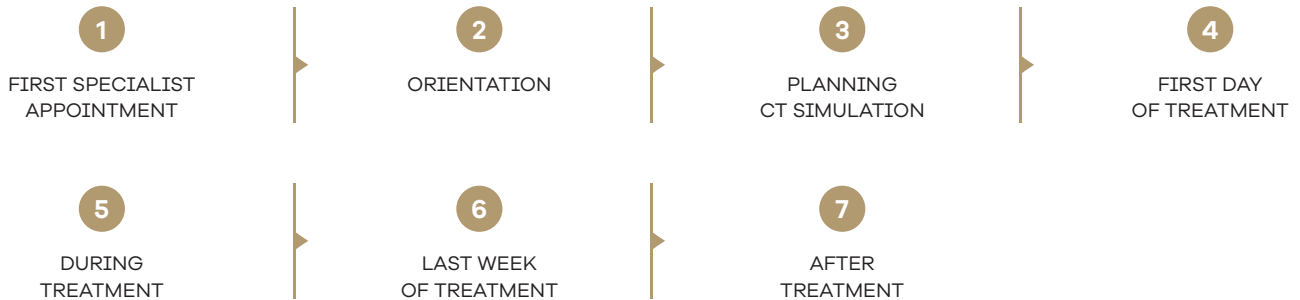 1
FIRST SPECIALIST
APPOINTMENT
2
ORIENTATION
3
PLANNING
CT SIMULATION
4
FIRST DAY
OF TREATMENT
5
DURING
TREATMENT
6
LAST WEEK
OF TREATMENT
7
AFTER
TREATMENT